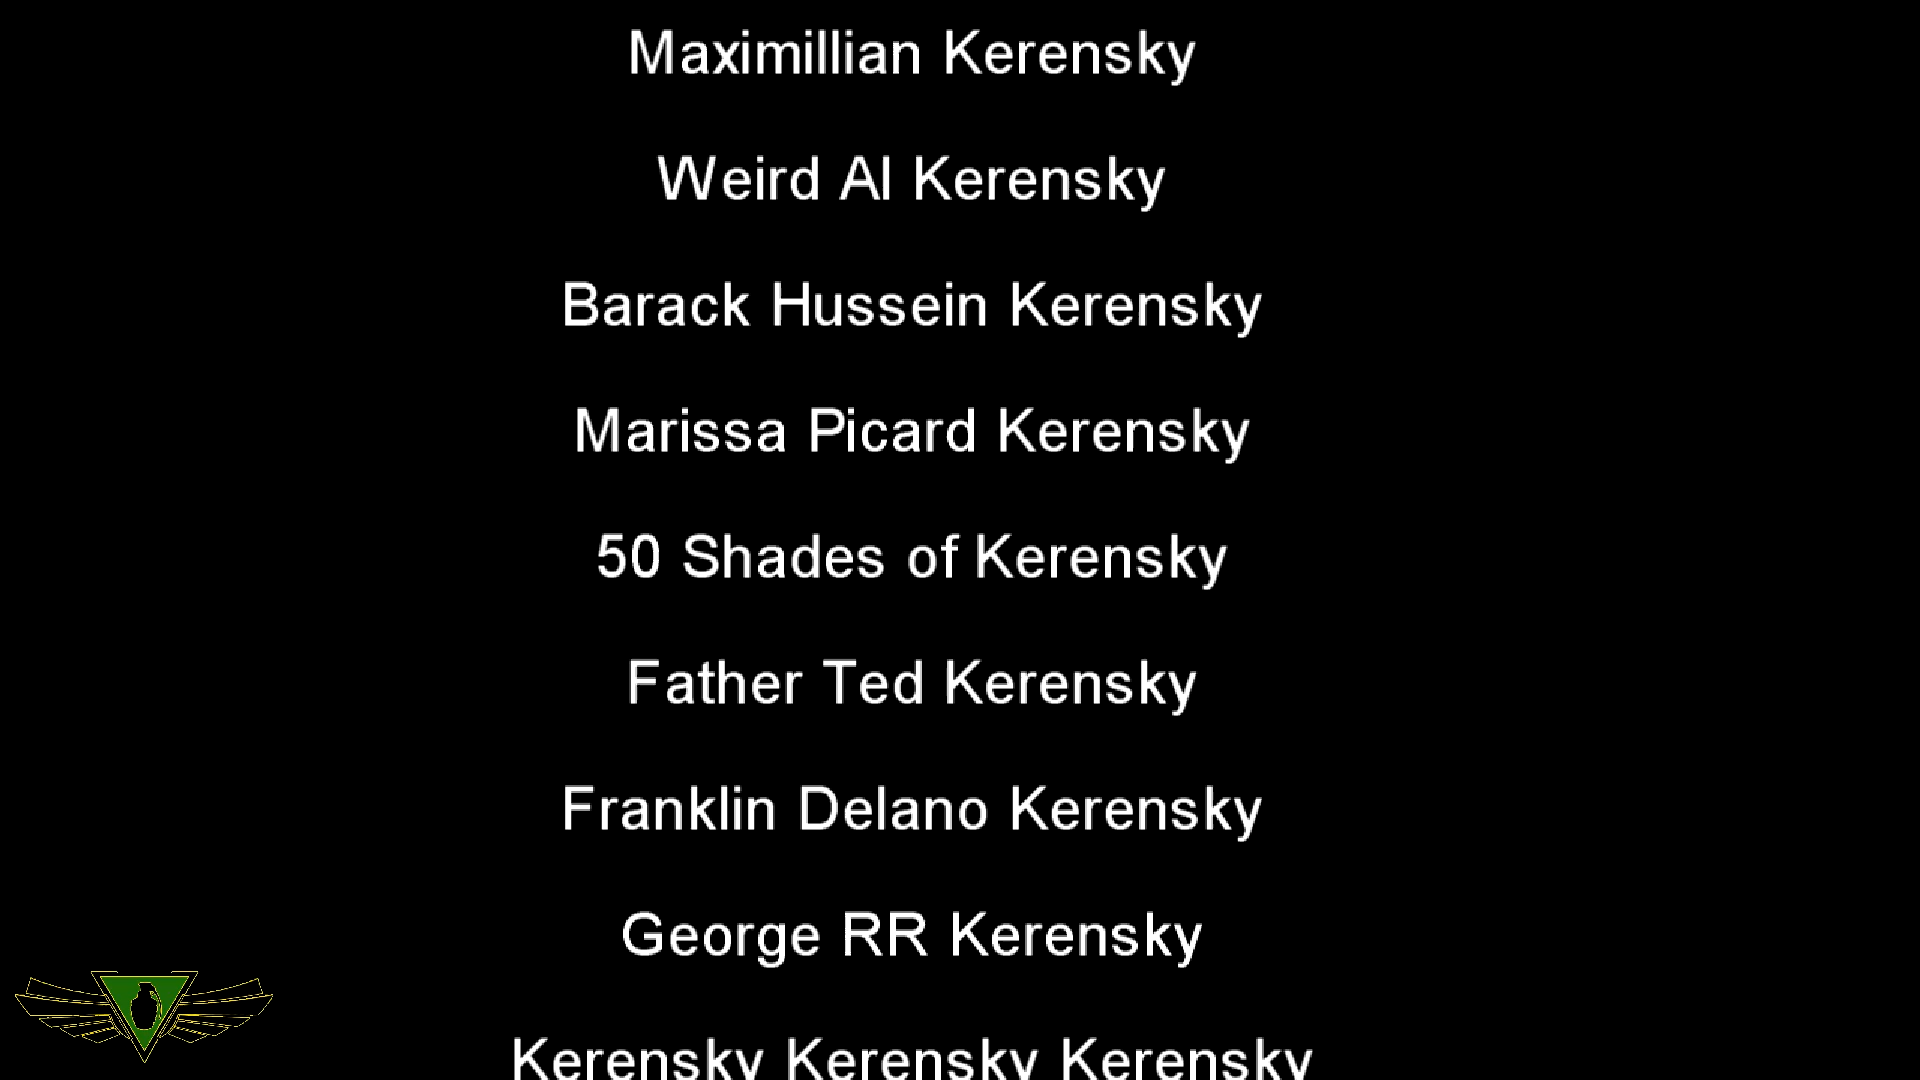 Maximillian Kerensky
Weird Al Kerensky
Barack Hussein Kerensky
Marissa Picard Kerensky
50 Shades of Kerensky
Father Ted Kerensky
Franklin Delano Kerensky
George RR Kerensky
Kerensky Kerensky Kerensky